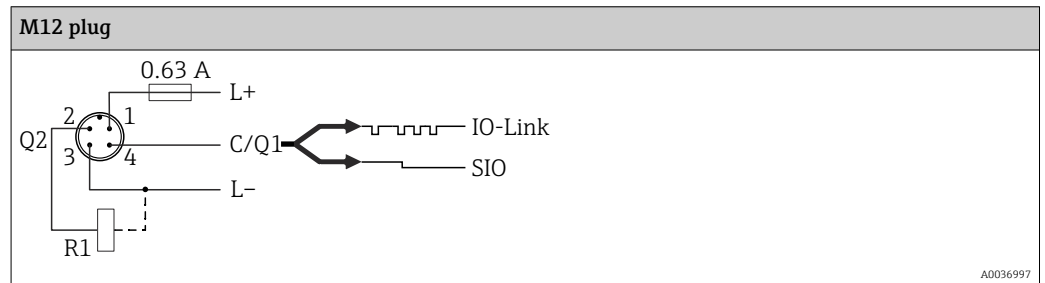 M12 plug
0.63 A
L+
2 1
IO-Link
Q2
C/Q1
3 4
SIO
L–
R1
A0036997